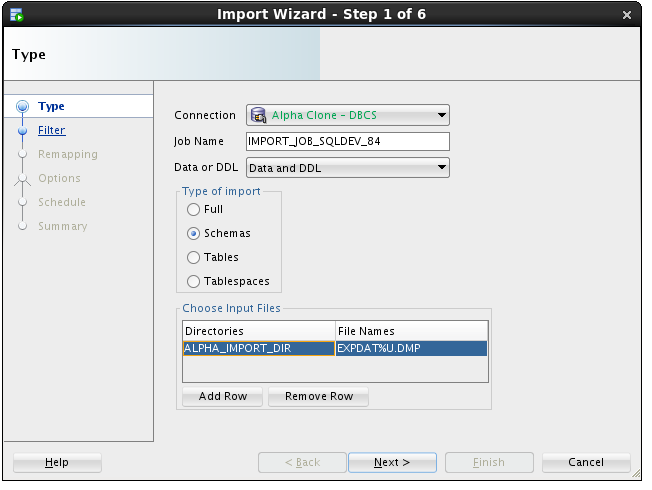 Import Wizard - Step 1 of 6
Type
Type
Filter
Remapping
Options
Schedule
Summary
Connection Alpha Clone - DBCS
Job Name IMPORT_JOB_SQLDEV_84
Data or DDL Data and DDL
Type of import
Full
Schemas
Tables
Tablespaces
Choose Input Files
Directories File Names
ALPHA_IMPORT_DIR EXPDAT%U.DMP
Add Row Remove Row
Help < Back Next > Finish Cancel